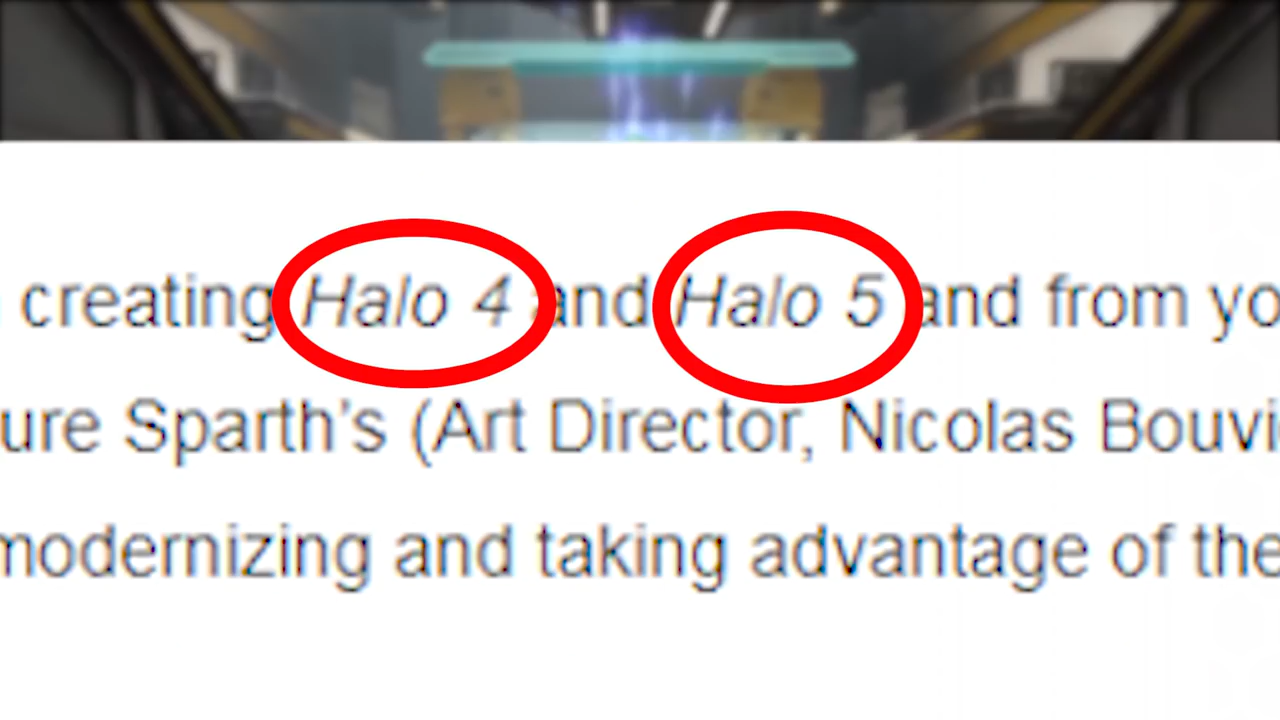 creating Halo 4 and Halo 5 and from yo
ure Sparth's (Art Director, Nicolas Bouvi
modernizing and taking advantage of the